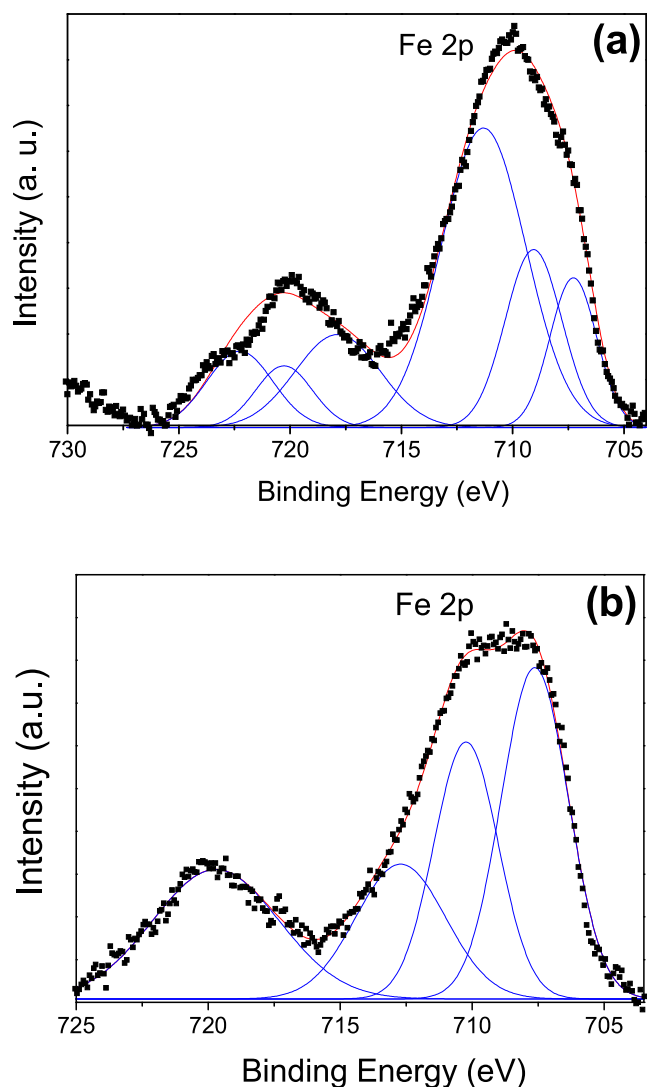 Fe 2p
(a)
Intensity (a. u.)
730
725
720
715
710
705
Binding Energy (eV)
Fe 2p
(b)
Intensity (a.u.)
725
720
715
710
705
Binding Energy (eV)